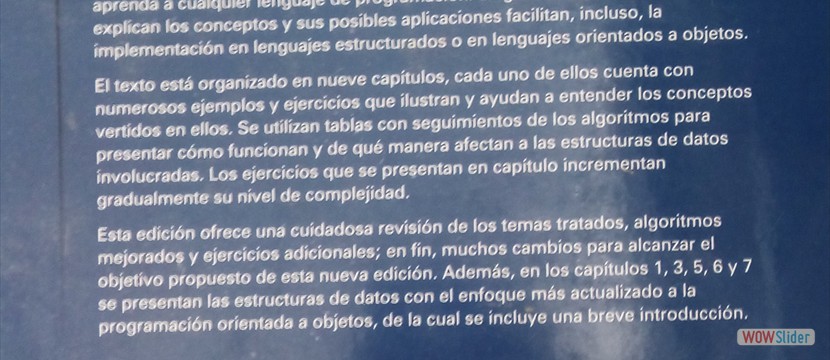 aprenda a cualquier lenguaje de
explican los conceptos y sus posibles aplicaciones facilitan, incluso, la
implementación en lenguajes estructurados o en lenguajes orientados a objetos.
El texto está organizado en nueve capítulos, cada uno de ellos cuenta con
numerosos ejemplos y ejercicios que ilustran y ayudan a entender los conceptos
vertidos en ellos. Se utilizan tablas con seguimientos de los algoritmos para
presentar cómo funcionan y de qué manera afectan a las estructuras de datos
involucradas. Los ejercicios que se presentan en capítulo incrementan
gradualmente su nivel de complejidad.
Esta edición ofrece una cuidadosa revisión de los temas tratados, algoritmos
mejorados y ejercicios adicionales; en fín, muchos cambios para alcanzar el
objetivo propuesto de esta nueva edición. Además, en los capítulos 1, 3, 5, 6 y 7
se presentan las estructuras de datos con el enfoque más actualizado a la
programación orientada a objetos, de la cual se incluye una breve introducción.
WOWSlider